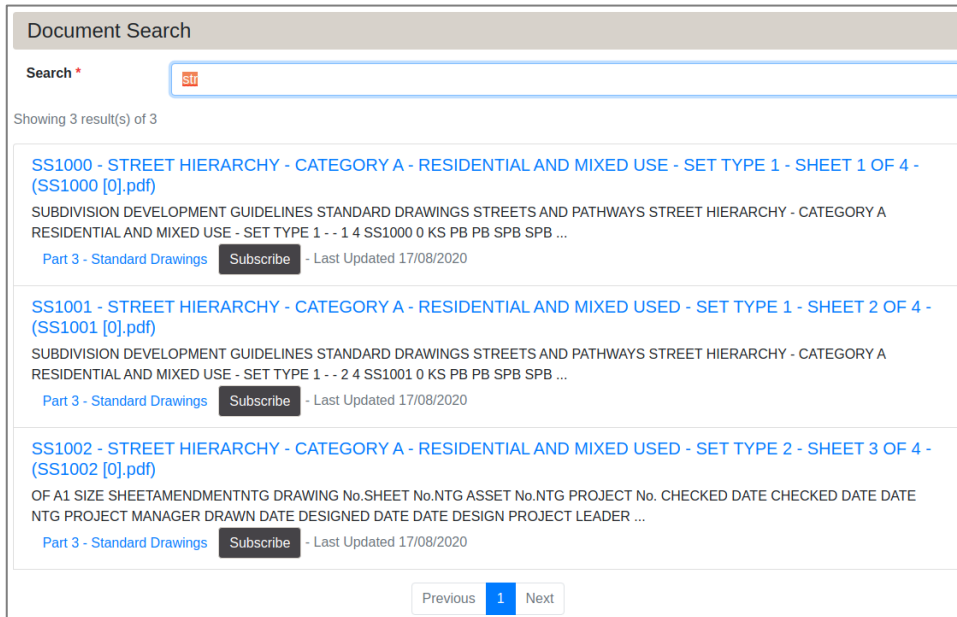 Document Search
Search *
str
Showing 3 result(s) of 3
SS1000 - STREET HIERARCHY - CATEGORY A - RESIDENTIAL AND MIXED USE - SET TYPE 1 - SHEET 1 OF 4 -
(SS1000 [0].pdf)
SUBDIVISION DEVELOPMENT GUIDELINES STANDARD DRAWINGS STREETS AND PATHWAYS STREET HIERARCHY - CATEGORY A
RESIDENTIAL AND MIXED USE - SET TYPE 1 - - 1 4 SS1000 0 KS PB PB SPB SPB ...
Part 3 - Standard Drawings Subscribe - Last Updated 17/08/2020
SS1001 - STREET HIERARCHY - CATEGORY A - RESIDENTIAL AND MIXED USED - SET TYPE 1 - SHEET 2 OF 4 -
(SS1001 [0].pdf)
SUBDIVISION DEVELOPMENT GUIDELINES STANDARD DRAWINGS STREETS AND PATHWAYS STREET HIERARCHY - CATEGORY A
RESIDENTIAL AND MIXED USE - SET TYPE 1 - - 2 4 SS1001 0 KS PB PB SPB SPB ...
Part 3 - Standard Drawings Subscribe - Last Updated 17/08/2020
SS1002 - STREET HIERARCHY - CATEGORY A - RESIDENTIAL AND MIXED USED - SET TYPE 2 - SHEET 3 OF 4 -
(SS1002 [0].pdf)
OF A1 SIZE SHEETAMENDMENTNTG DRAWING No.SHEET No.NTG ASSET No.NTG PROJECT No. CHECKED DATE CHECKED DATE DATE
NTG PROJECT MANAGER DRAWN DATE DESIGNED DATE DATE DESIGN PROJECT LEADER ...
Part 3 - Standard Drawings Subscribe - Last Updated 17/08/2020
Previous 1 Next